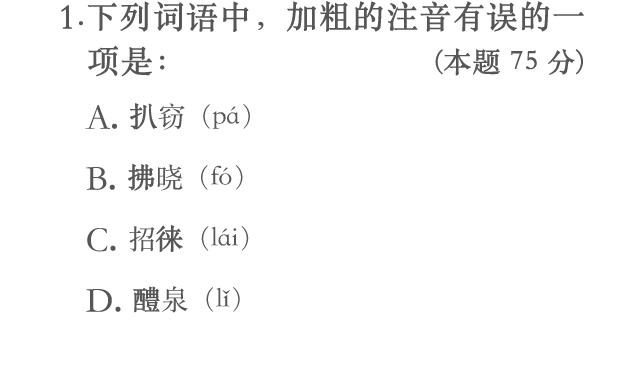 1.下列词语中，加粗的注音有误的一
项是： (本题 75 分)
A. 扒窃（pá）
B. 拂晓（fó）
C. 招徕（lái）
D. 醴泉（lǐ）